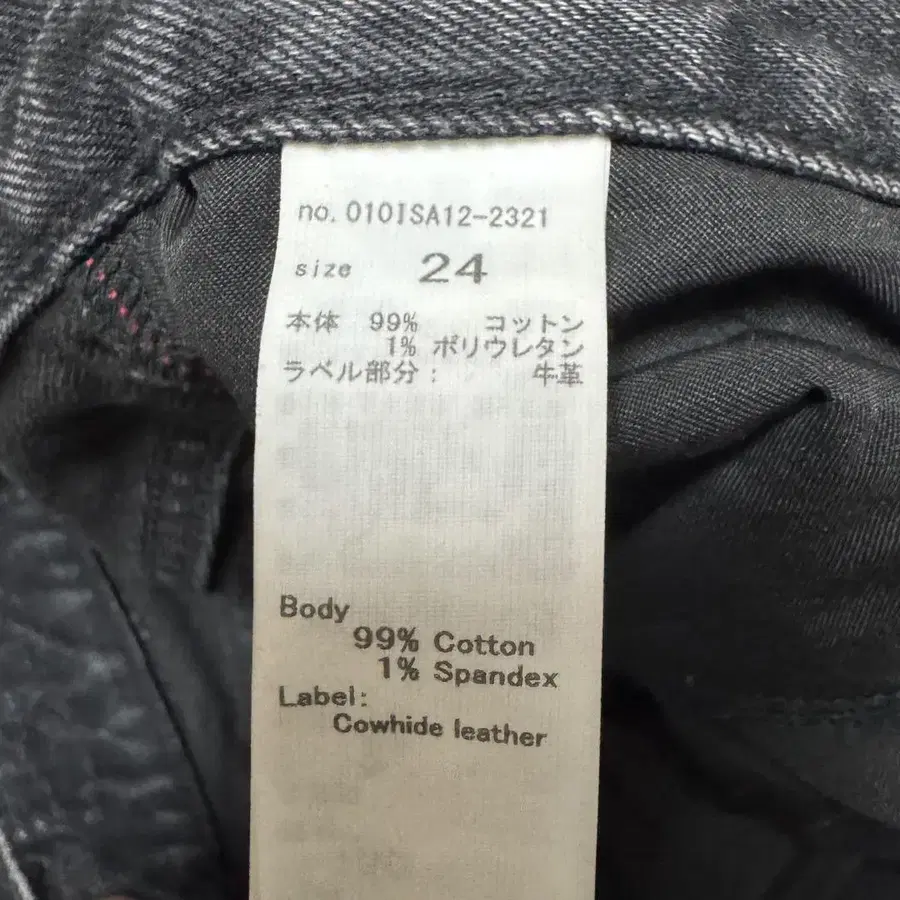 no. 010ISA12-2321
size 24
本体 99% コットン
1% ポリウレタン
ラベル部分: 牛革
Body
99% Cotton
1% Spandex
Label:
Cowhide leather